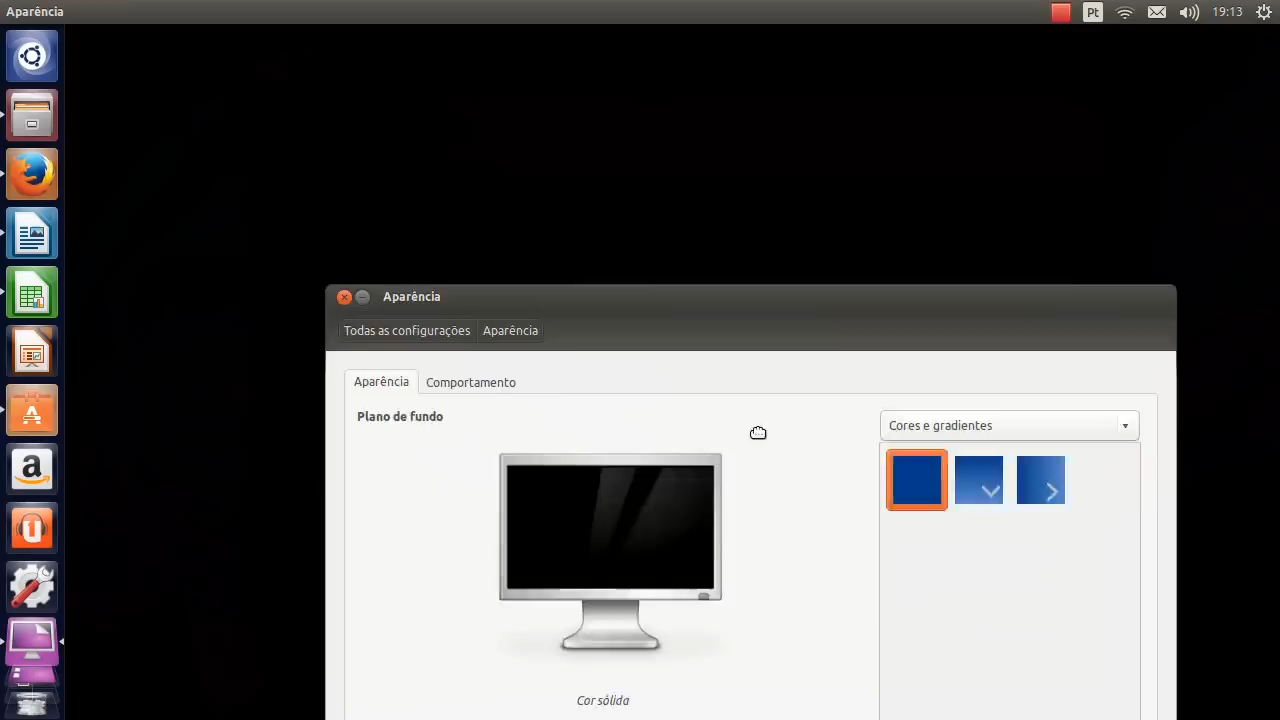 Aparência
Pt
19:13
Aparência
Todas as configurações Aparência
Aparência Comportamento
Plano de fundo
Cores e gradientes
Cor sólida